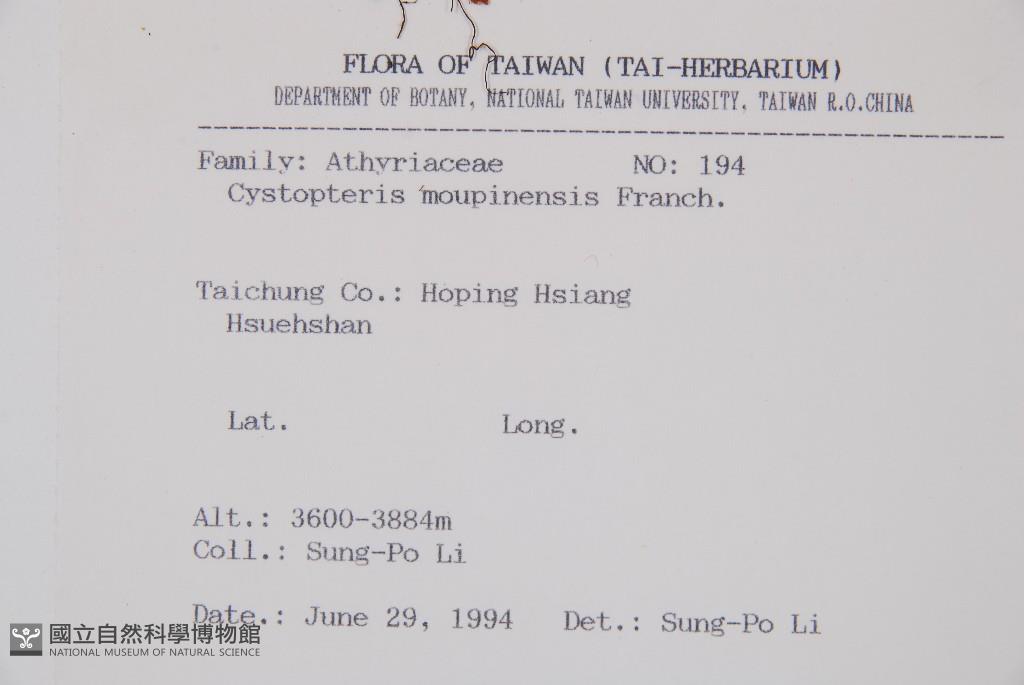 FLORA OF TAIWAN (TAI-HERBARIUM)
DEPARTMENT OF BOTANY, NATIONAL TAIWAN UNIVERSITY, TAIWAN R.O.CHINA
Family: Athyriaceae NO: 194
Cystopteris moupinensis Franch.
Taichung Co.: Hoping Hsiang
Hsuehshan
Lat. Long.
Alt.: 3600-3884m
Coll.: Sung-Po Li
Date.: June 29, 1994 Det.: Sung-Po Li
國立自然科學博物館
NATIONAL MUSEUM OF NATURAL SCIENCE